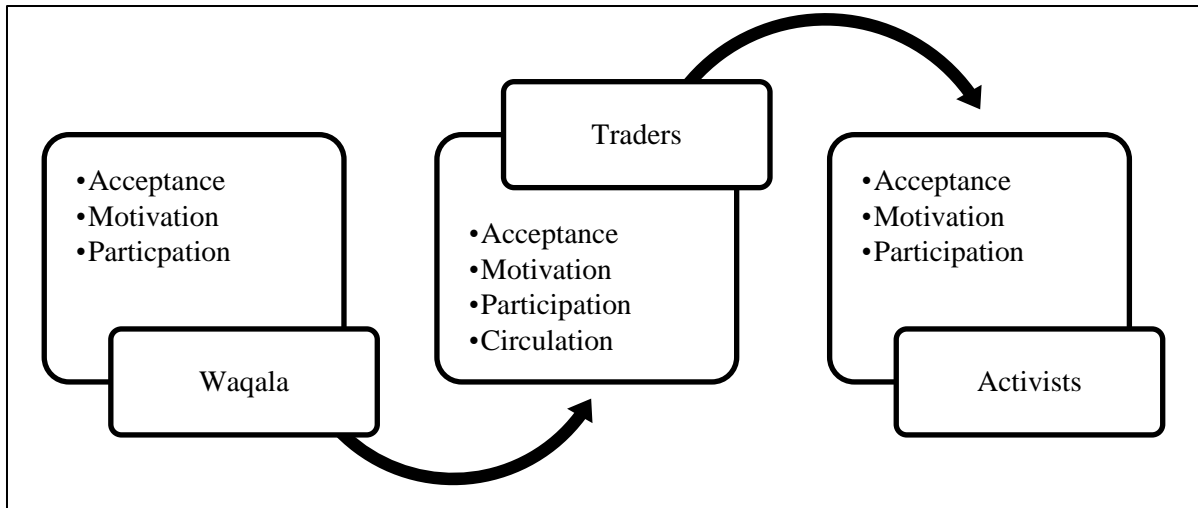 •Acceptance
•Motivation
•Particpation
Waqala
Traders
•Acceptance
•Motivation
•Participation
•Circulation
•Acceptance
•Motivation
•Participation
Activists